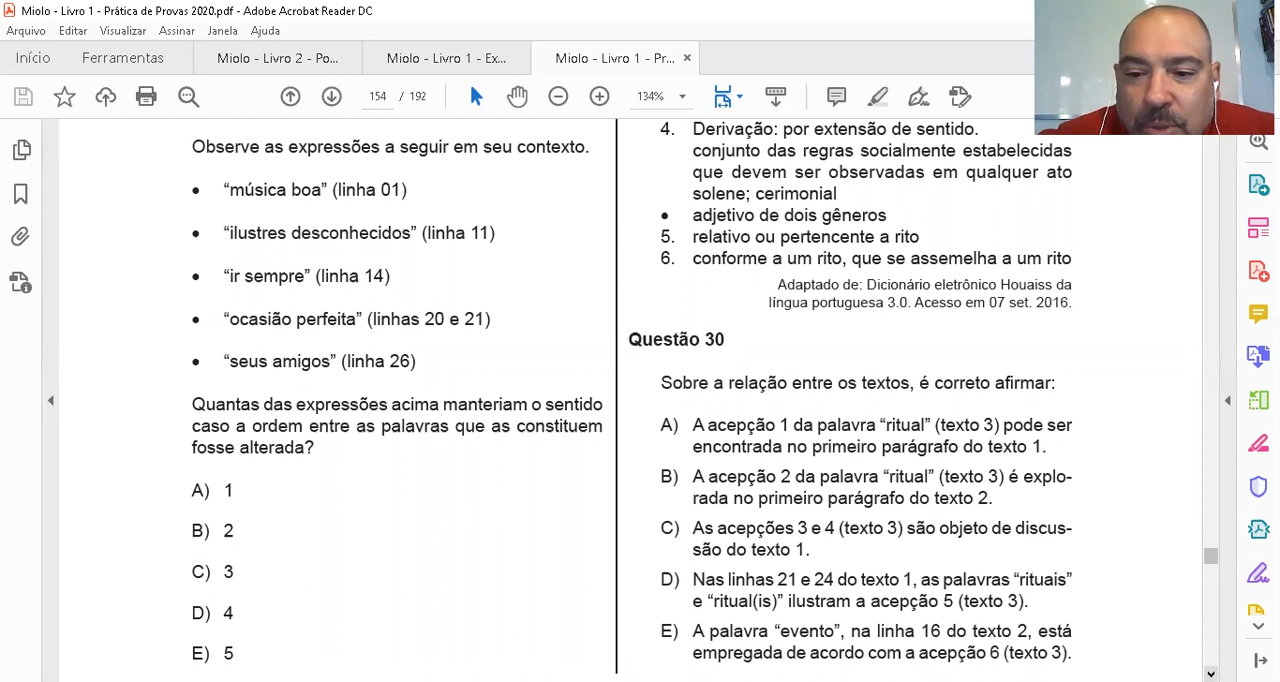 Miolo - Livro 1 - Prática de Provas 2020.pdf - Adobe Acrobat Reader DC
Arquivo Editar Visualizar Assinar Janela Ajuda
Início Ferramentas Miolo - Livro 2 - Po... Miolo - Livro 1 - Ex... Miolo - Livro 1 - Pr... ×
154 / 192 134%
Observe as expressões a seguir em seu contexto.
• “música boa” (linha 01)
• “ilustres desconhecidos” (linha 11)
• “ir sempre” (linha 14)
• “ocasião perfeita” (linhas 20 e 21)
• “seus amigos” (linha 26)
Quantas das expressões acima manteriam o sentido
caso a ordem entre as palavras que as constituem
fosse alterada?
A) 1
B) 2
C) 3
D) 4
E) 5
4. Derivação: por extensão de sentido.
conjunto das regras socialmente estabelecidas
que devem ser observadas em qualquer ato
solene; cerimonial
• adjetivo de dois gêneros
5. relativo ou pertencente a rito
6. conforme a um rito, que se assemelha a um rito
Adaptado de: Dicionário eletrônico Houaiss da
língua portuguesa 3.0. Acesso em 07 set. 2016.
Questão 30
Sobre a relação entre os textos, é correto afirmar:
A) A acepção 1 da palavra “ritual” (texto 3) pode ser
encontrada no primeiro parágrafo do texto 1.
B) A acepção 2 da palavra “ritual” (texto 3) é explo-
rada no primeiro parágrafo do texto 2.
C) As acepções 3 e 4 (texto 3) são objeto de discus-
são do texto 1.
D) Nas linhas 21 e 24 do texto 1, as palavras “rituais”
e “ritual(is)” ilustram a acepção 5 (texto 3).
E) A palavra “evento”, na linha 16 do texto 2, está
empregada de acordo com a acepção 6 (texto 3).